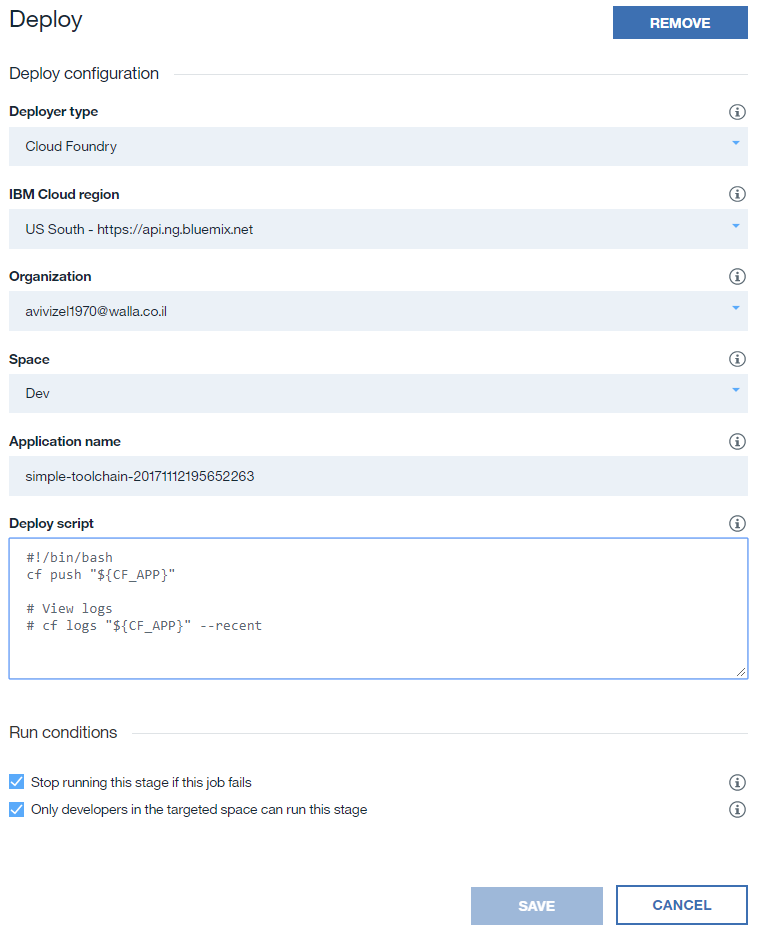 Deploy
REMOVE
Deploy configuration
Deployer type
Cloud Foundry
IBM Cloud region
US South - https://api.ng.bluemix.net
Organization
avivizel1970@walla.co.il
Space
Dev
Application name
simple-toolchain-20171112195652263
Deploy script
#!/bin/bash
cf push "${CF_APP}"
# View logs
# cf logs "${CF_APP}" --recent
Run conditions
Stop running this stage if this job fails
Only developers in the targeted space can run this stage
SAVE
CANCEL